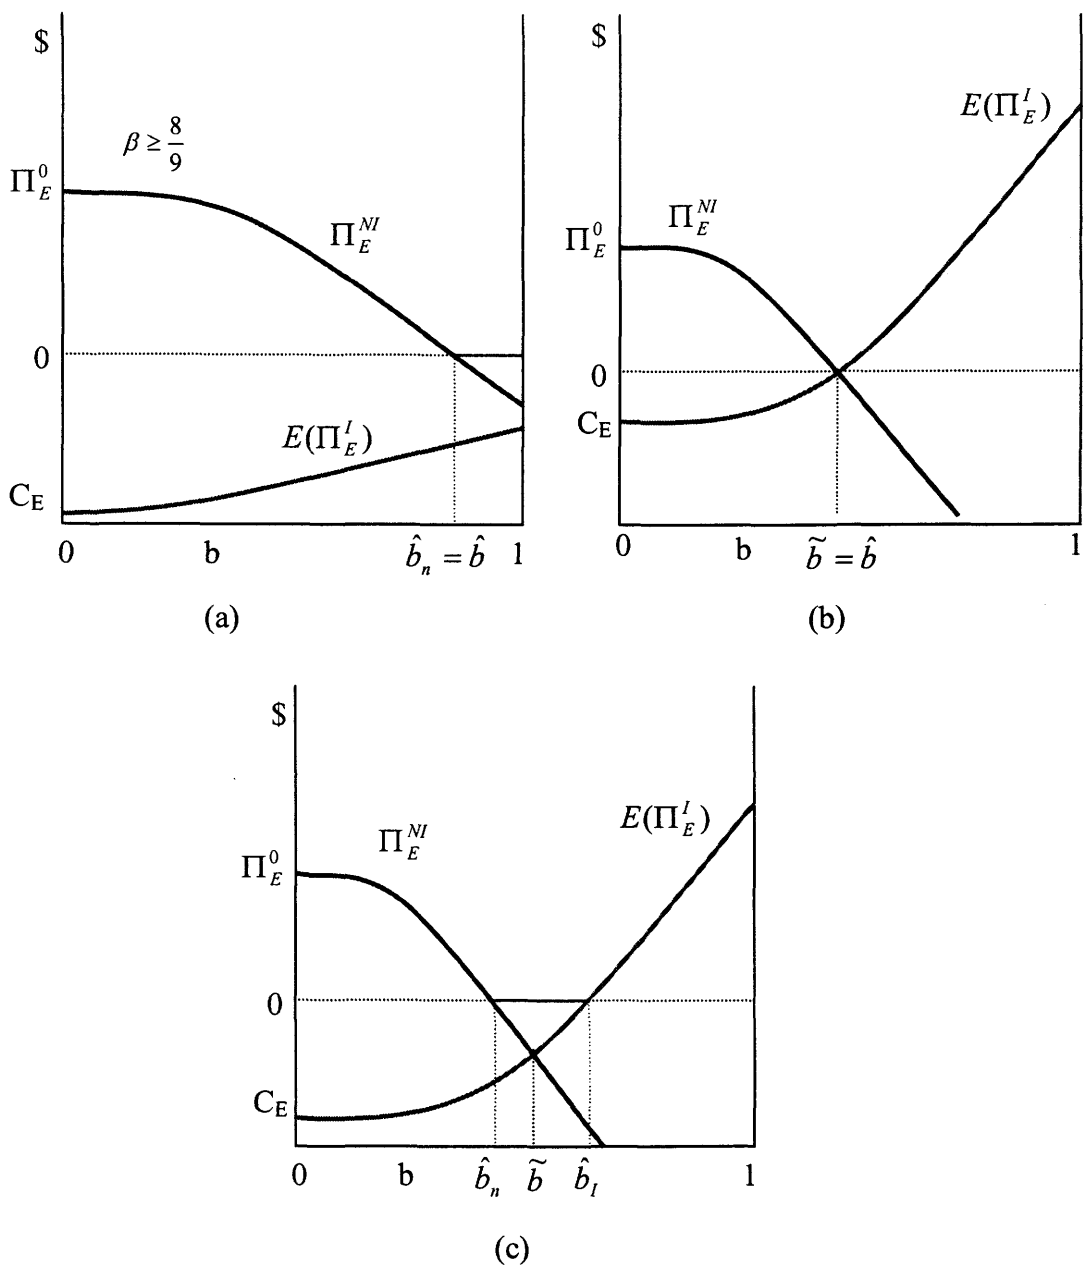 $
β ≥ 8/9
Π_E^0
Π_E^{NI}
0
E(Π_E^I)
C_E
0 b b̂_n = b̂ 1
(a)
$
E(Π_E^I)
Π_E^{NI}
Π_E^0
0
C_E
0 b b̃ = b̂ 1
(b)
$
E(Π_E^I)
Π_E^{NI}
Π_E^0
0
C_E
0 b b̂_n b̃ b̂_I 1
(c)